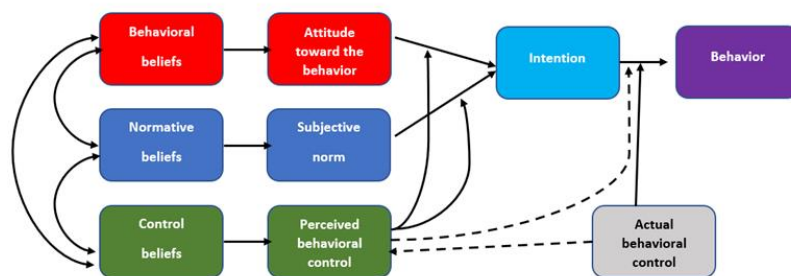 Behavioral
beliefs
Attitude
toward the
behavior
Intention
Behavior
Normative
beliefs
Subjective
norm
Control
beliefs
Perceived
behavioral
control
Actual
behavioral
control